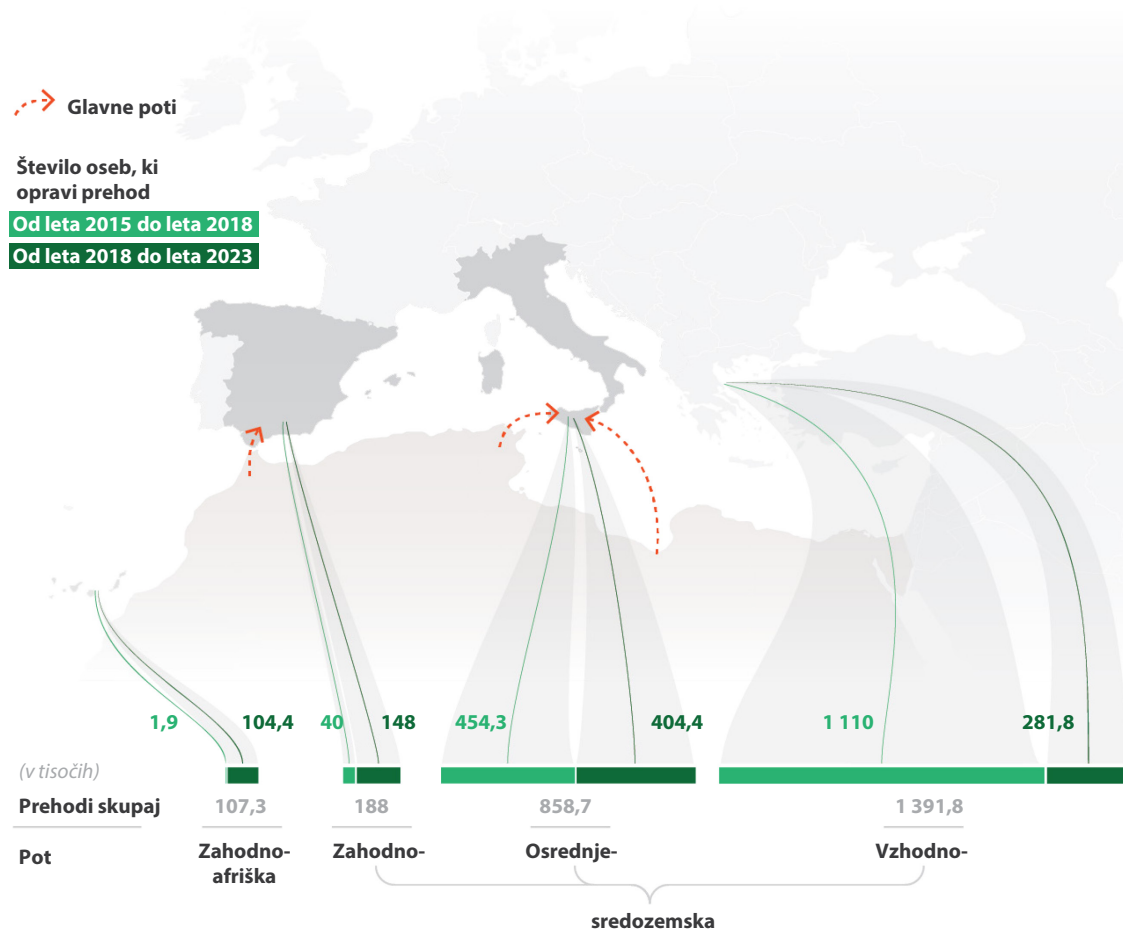 Glavne poti
Število oseb, ki
opravi prehod
Od leta 2015 do leta 2018
Od leta 2018 do leta 2023
1,9
104,4
40
148
454,3
404,4
1 110
281,8
(v tisočih)
Prehodi skupaj
107,3
188
858,7
1 391,8
Pot
Zahodno-
afriška
Zahodno-
Osrednje-
Vzhodno-
sredozemska